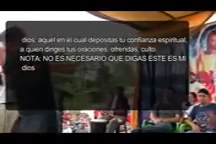 dios: aquel en el cual depositas tu confianza espiritual,
a quien diriges tus oraciones, ofrendas, culto.
NOTA: NO ES NECESARIO QUE DIGAS ESTE ES MI
dios